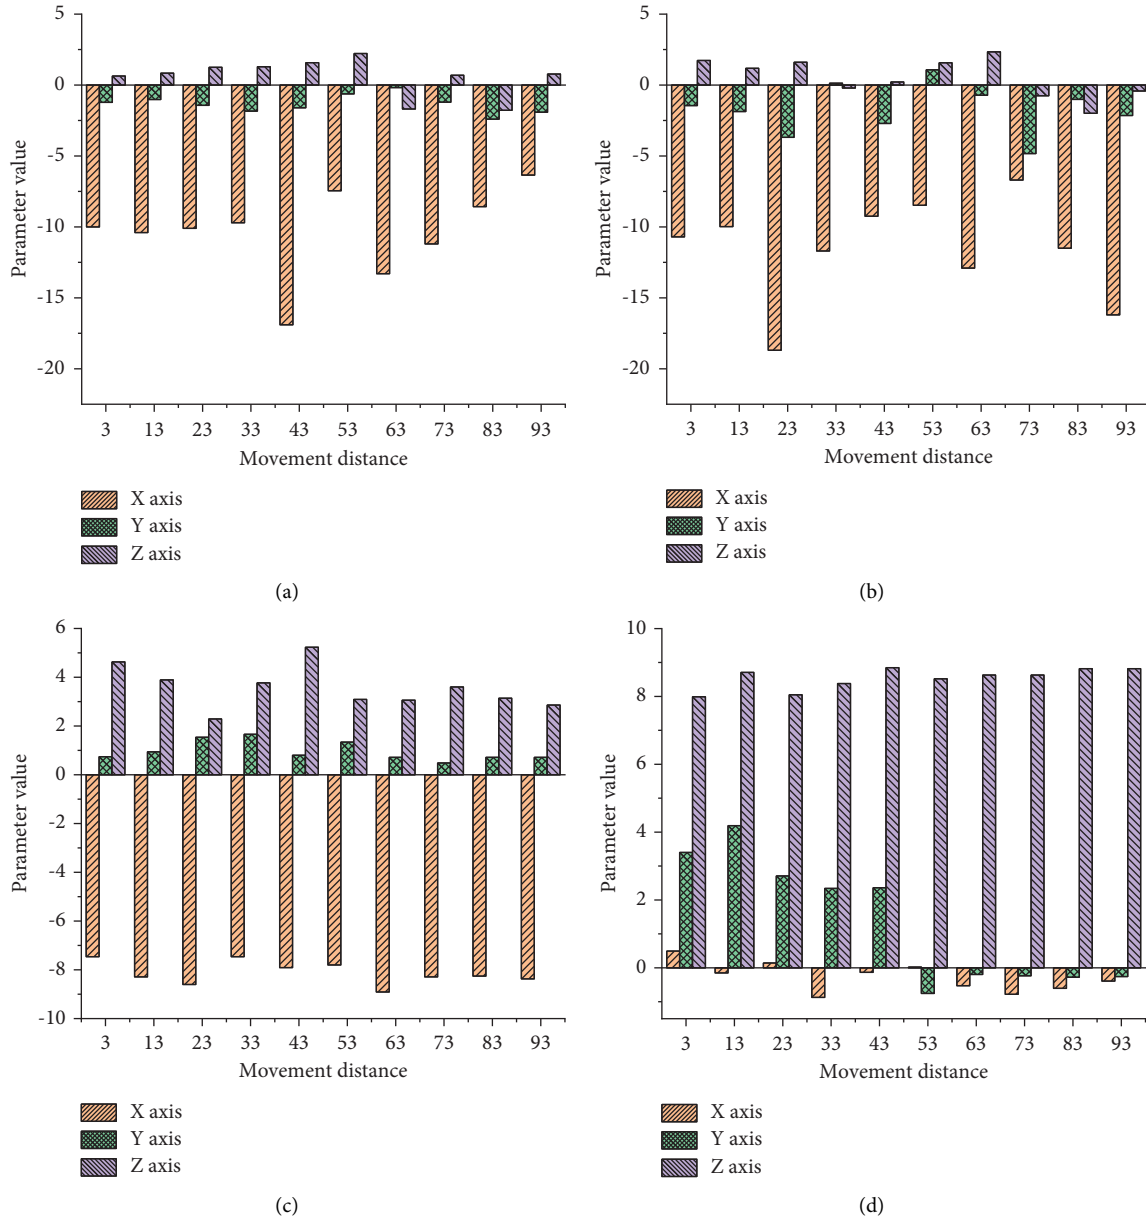 5
0
-5
-10
-15
-20
Parameter value
3 13 23 33 43 53 63 73 83 93
Movement distance
X axis
Y axis
Z axis
(a)
5
0
-5
-10
-15
-20
Parameter value
3 13 23 33 43 53 63 73 83 93
Movement distance
X axis
Y axis
Z axis
(b)
6
4
2
0
-2
-4
-6
-8
-10
Parameter value
3 13 23 33 43 53 63 73 83 93
Movement distance
X axis
Y axis
Z axis
(c)
10
8
6
4
2
0
Parameter value
3 13 23 33 43 53 63 73 83 93
Movement distance
X axis
Y axis
Z axis
(d)